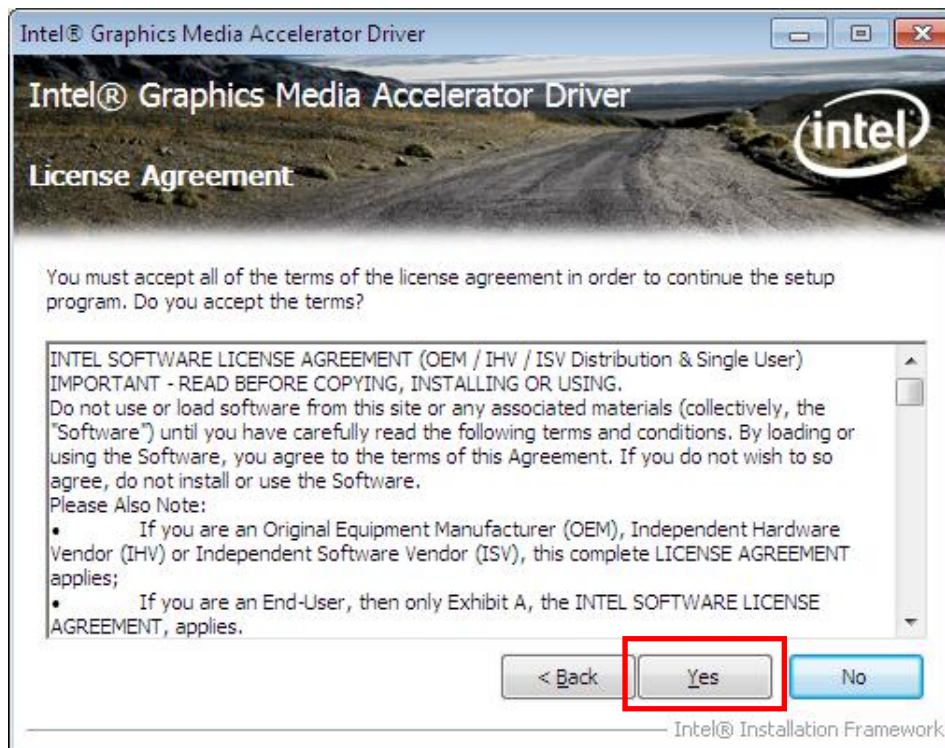 Intel® Graphics Media Accelerator Driver
Intel® Graphics Media Accelerator Driver
intel
License Agreement
You must accept all of the terms of the license agreement in order to continue the setup
program. Do you accept the terms?
INTEL SOFTWARE LICENSE AGREEMENT (OEM / IHV / ISV Distribution & Single User)
IMPORTANT - READ BEFORE COPYING, INSTALLING OR USING.
Do not use or load software from this site or any associated materials (collectively, the
"Software") until you have carefully read the following terms and conditions. By loading or
using the Software, you agree to the terms of this Agreement. If you do not wish to so
agree, do not install or use the Software.
Please Also Note:
• If you are an Original Equipment Manufacturer (OEM), Independent Hardware
Vendor (IHV) or Independent Software Vendor (ISV), this complete LICENSE AGREEMENT
applies;
• If you are an End-User, then only Exhibit A, the INTEL SOFTWARE LICENSE
AGREEMENT, applies.
< Back Yes No
Intel® Installation Framework